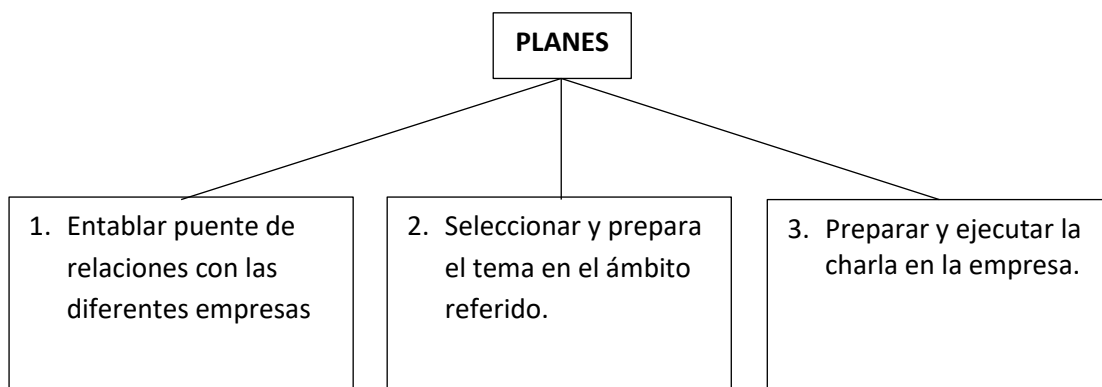 PLANES
1. Entablar puente de
relaciones con las
diferentes empresas
2. Seleccionar y prepara
el tema en el ámbito
referido.
3. Preparar y ejecutar la
charla en la empresa.